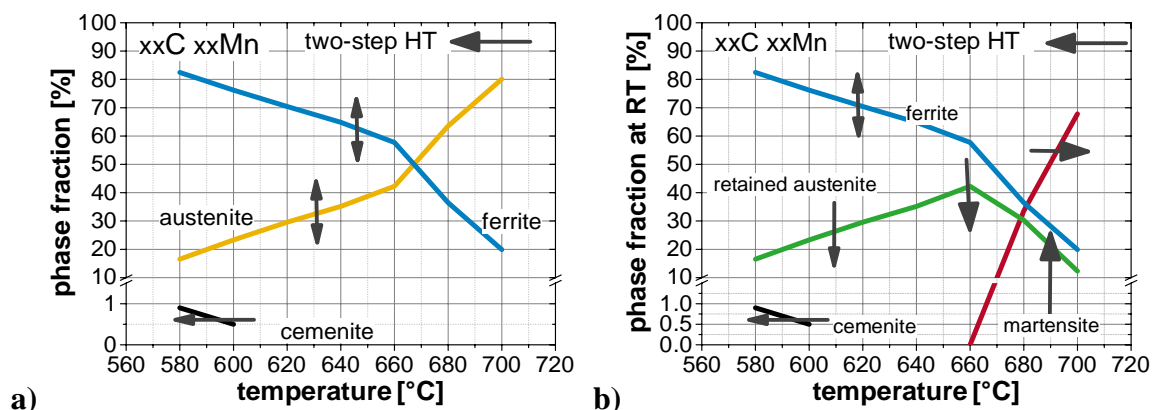 xxC xxMn
two-step HT
phase fraction [%]
100
90
80
70
60
50
40
30
20
10
1
0
austenite
ferrite
cemenite
560 580 600 620 640 660 680 700 720
temperature [°C]
a)
xxC xxMn
two-step HT
phase fraction at RT [%]
100
90
80
70
60
50
40
30
20
10
1.0
0.5
0.0
ferrite
retained austenite
cemenite
martensite
560 580 600 620 640 660 680 700 720
temperature [°C]
b)